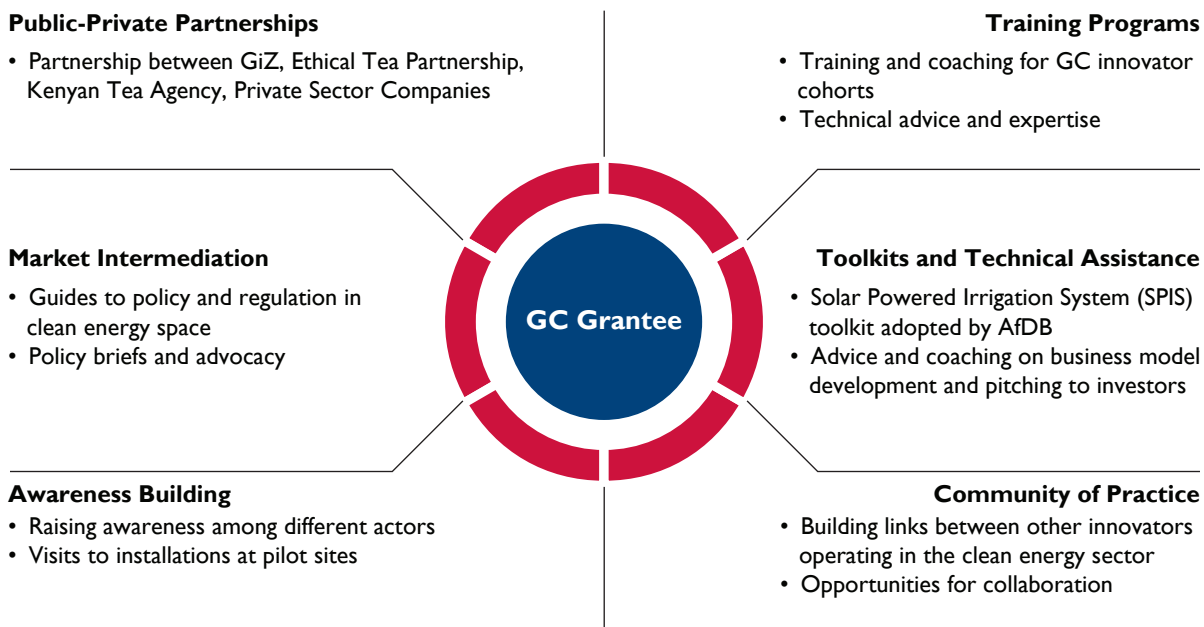 Public-Private Partnerships
• Partnership between GiZ, Ethical Tea Partnership,
Kenyan Tea Agency, Private Sector Companies
Training Programs
• Training and coaching for GC innovator
cohorts
• Technical advice and expertise
Market Intermediation
• Guides to policy and regulation in
clean energy space
• Policy briefs and advocacy
GC Grantee
Toolkits and Technical Assistance
• Solar Powered Irrigation System (SPIS)
toolkit adopted by AfDB
• Advice and coaching on business model
development and pitching to investors
Awareness Building
• Raising awareness among different actors
• Visits to installations at pilot sites
Community of Practice
• Building links between other innovators
operating in the clean energy sector
• Opportunities for collaboration